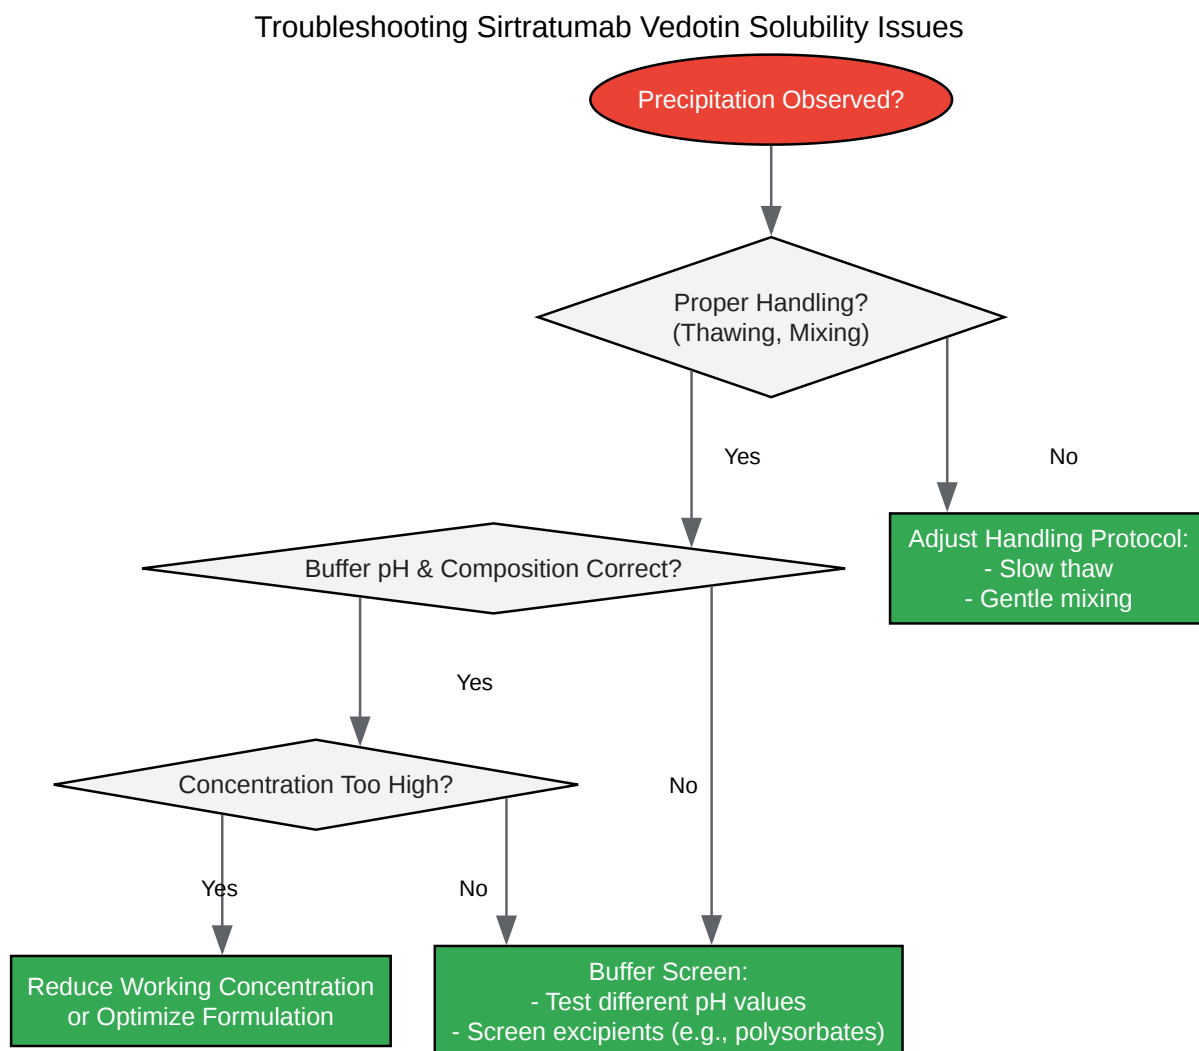 Troubleshooting Sirtratumab Vedotin Solubility Issues
Precipitation Observed?
Proper Handling?
(Thawing, Mixing)
Yes
No
Adjust Handling Protocol:
- Slow thaw
- Gentle mixing
Buffer pH & Composition Correct?
Yes
No
Concentration Too High?
Yes
No
Reduce Working Concentration
or Optimize Formulation
Buffer Screen:
- Test different pH values
- Screen excipients (e.g., polysorbates)